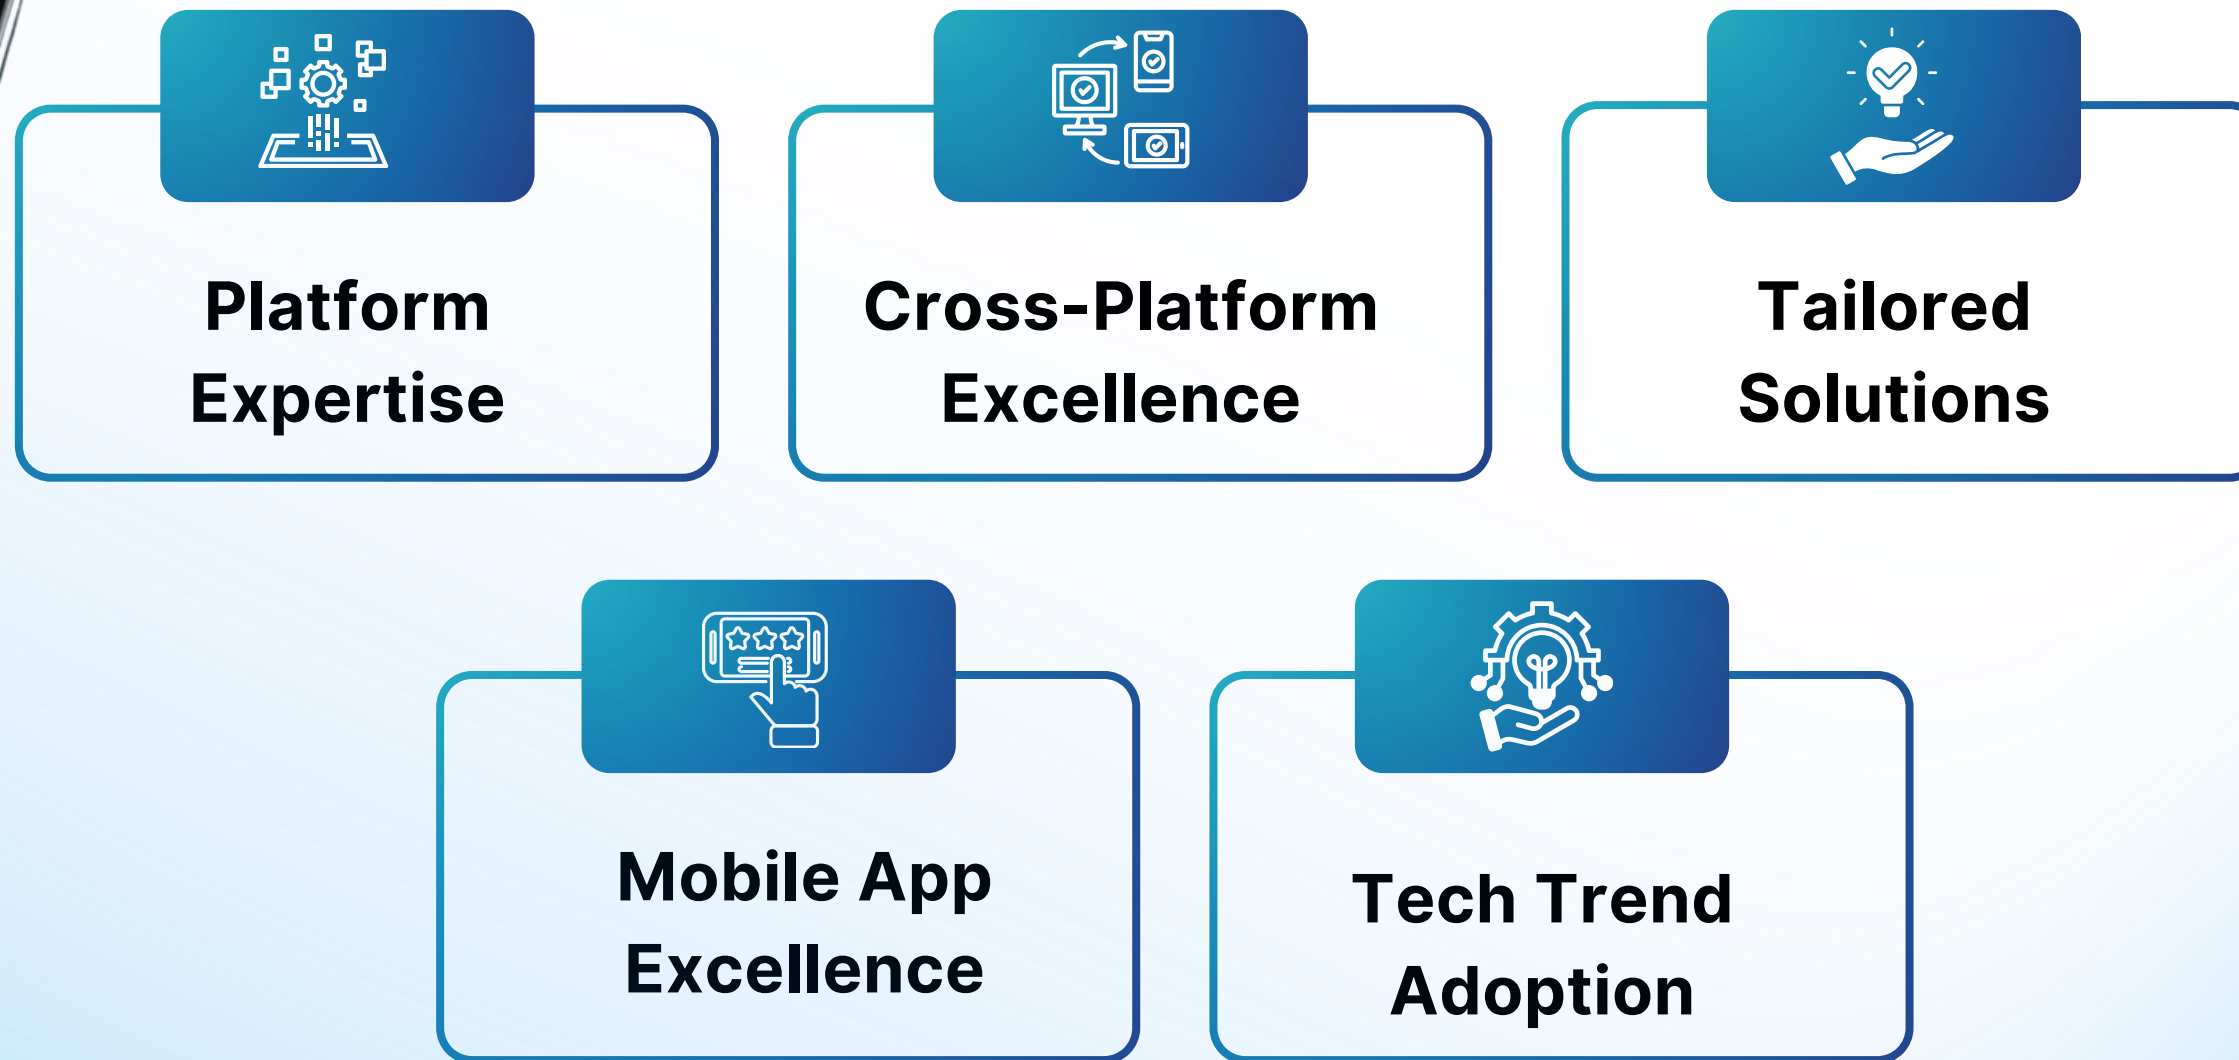 Platform
Expertise
Cross-Platform
Excellence
Tailored
Solutions
Mobile App
Excellence
Tech Trend
Adoption